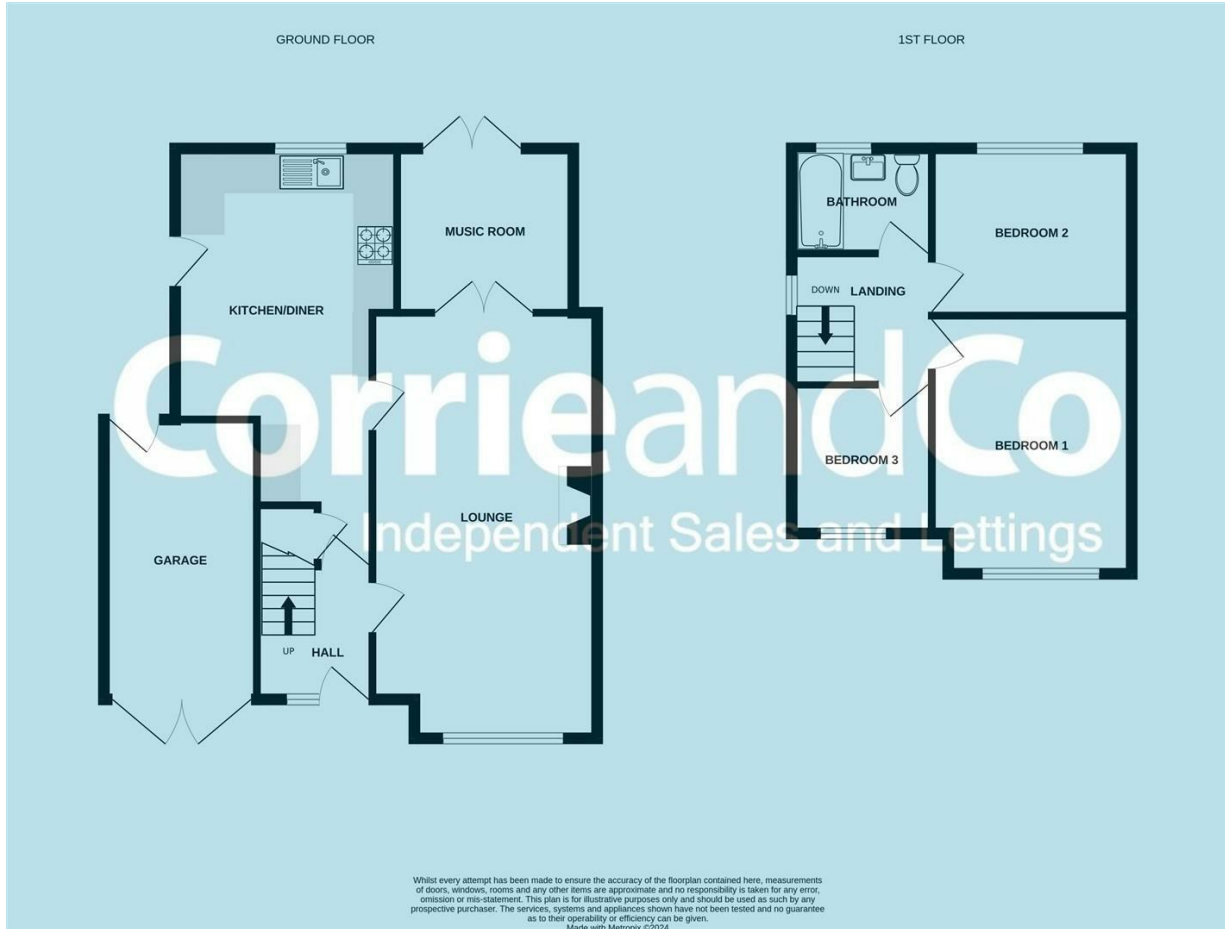 GROUND FLOOR
1ST FLOOR
MUSIC ROOM
KITCHEN/DINER
LOUNGE
GARAGE
UP
HALL
BATHROOM
BEDROOM 2
DOWN
LANDING
BEDROOM 1
BEDROOM 3
CorrieandCo
Independent Sales and Lettings
Whilst every attempt has been made to ensure the accuracy of the floorplan contained here, measurements
of doors, windows, rooms and any other items are approximate and no responsibility is taken for any error,
omission or mis-statement. This plan is for illustrative purposes only and should be used as such by any
prospective purchaser. The services, systems and appliances shown have not been tested and no guarantee
as to their operability or efficiency can be given.
Made with Metropix ©2024